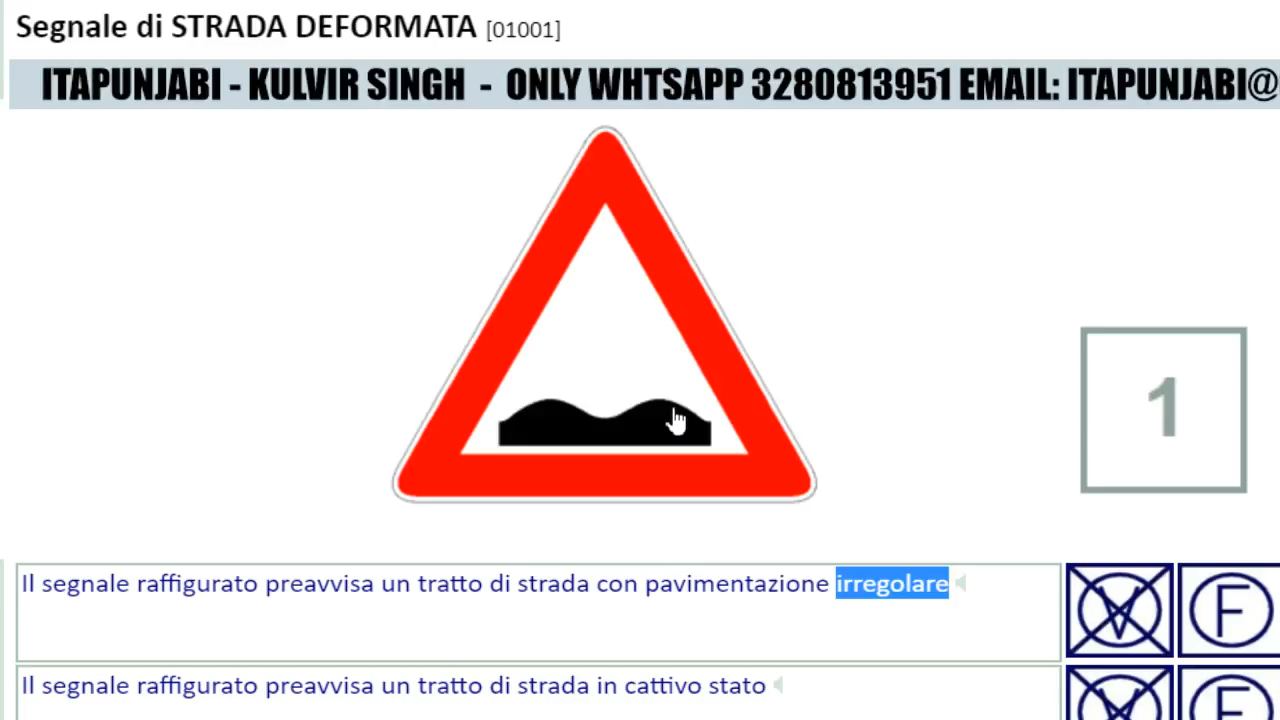 Segnale di STRADA DEFORMATA [01001]
ITAPUNJABI - KULVIR SINGH - ONLY WHTSAPP 3280813951 EMAIL: ITAPUNJABI@
1
Il segnale raffigurato preavvisa un tratto di strada con pavimentazione irregolare
V F
Il segnale raffigurato preavvisa un tratto di strada in cattivo stato
V F